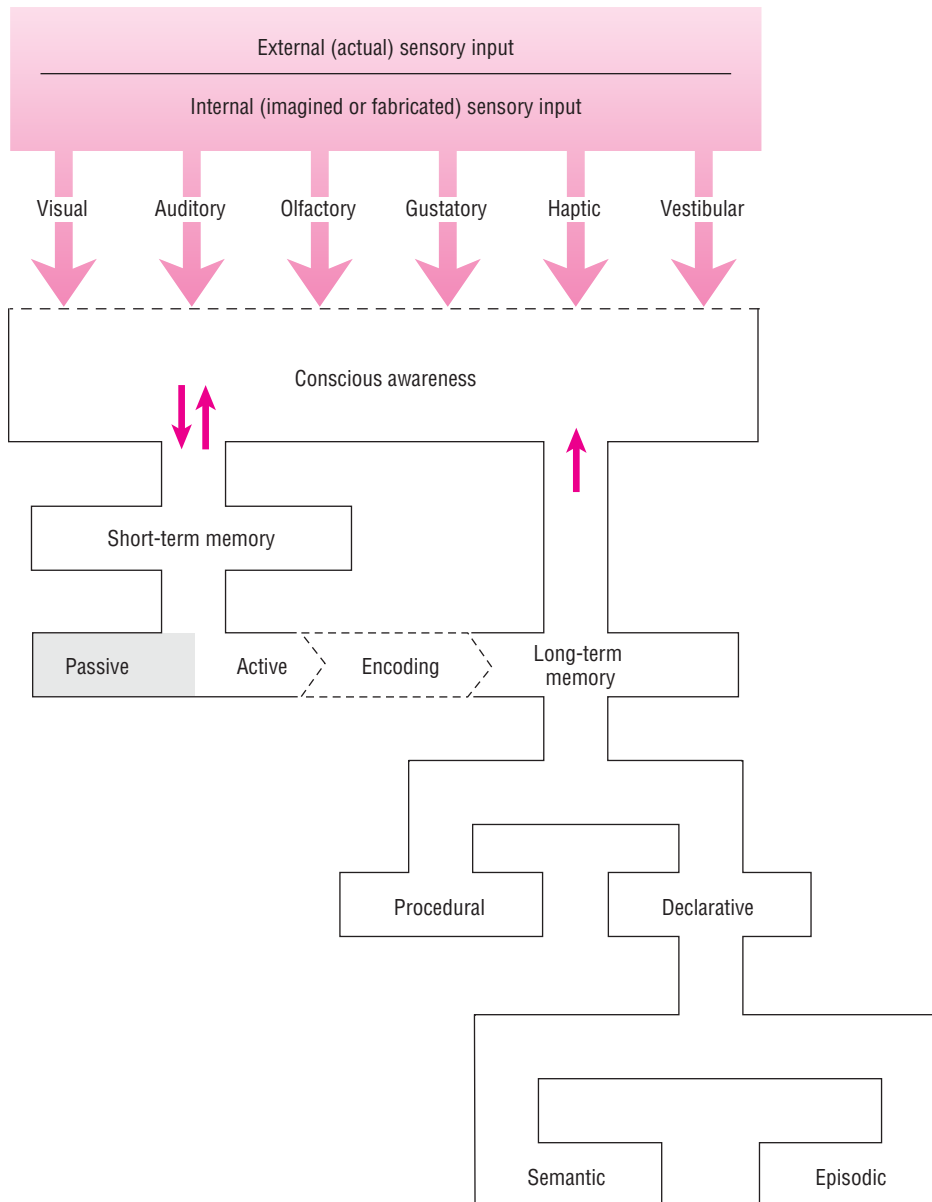 External (actual) sensory input
Internal (imagined or fabricated) sensory input
Visual
Auditory
Olfactory
Gustatory
Haptic
Vestibular
Conscious awareness
Short-term memory
Passive
Active
Encoding
Long-term
memory
Procedural
Declarative
Semantic
Episodic